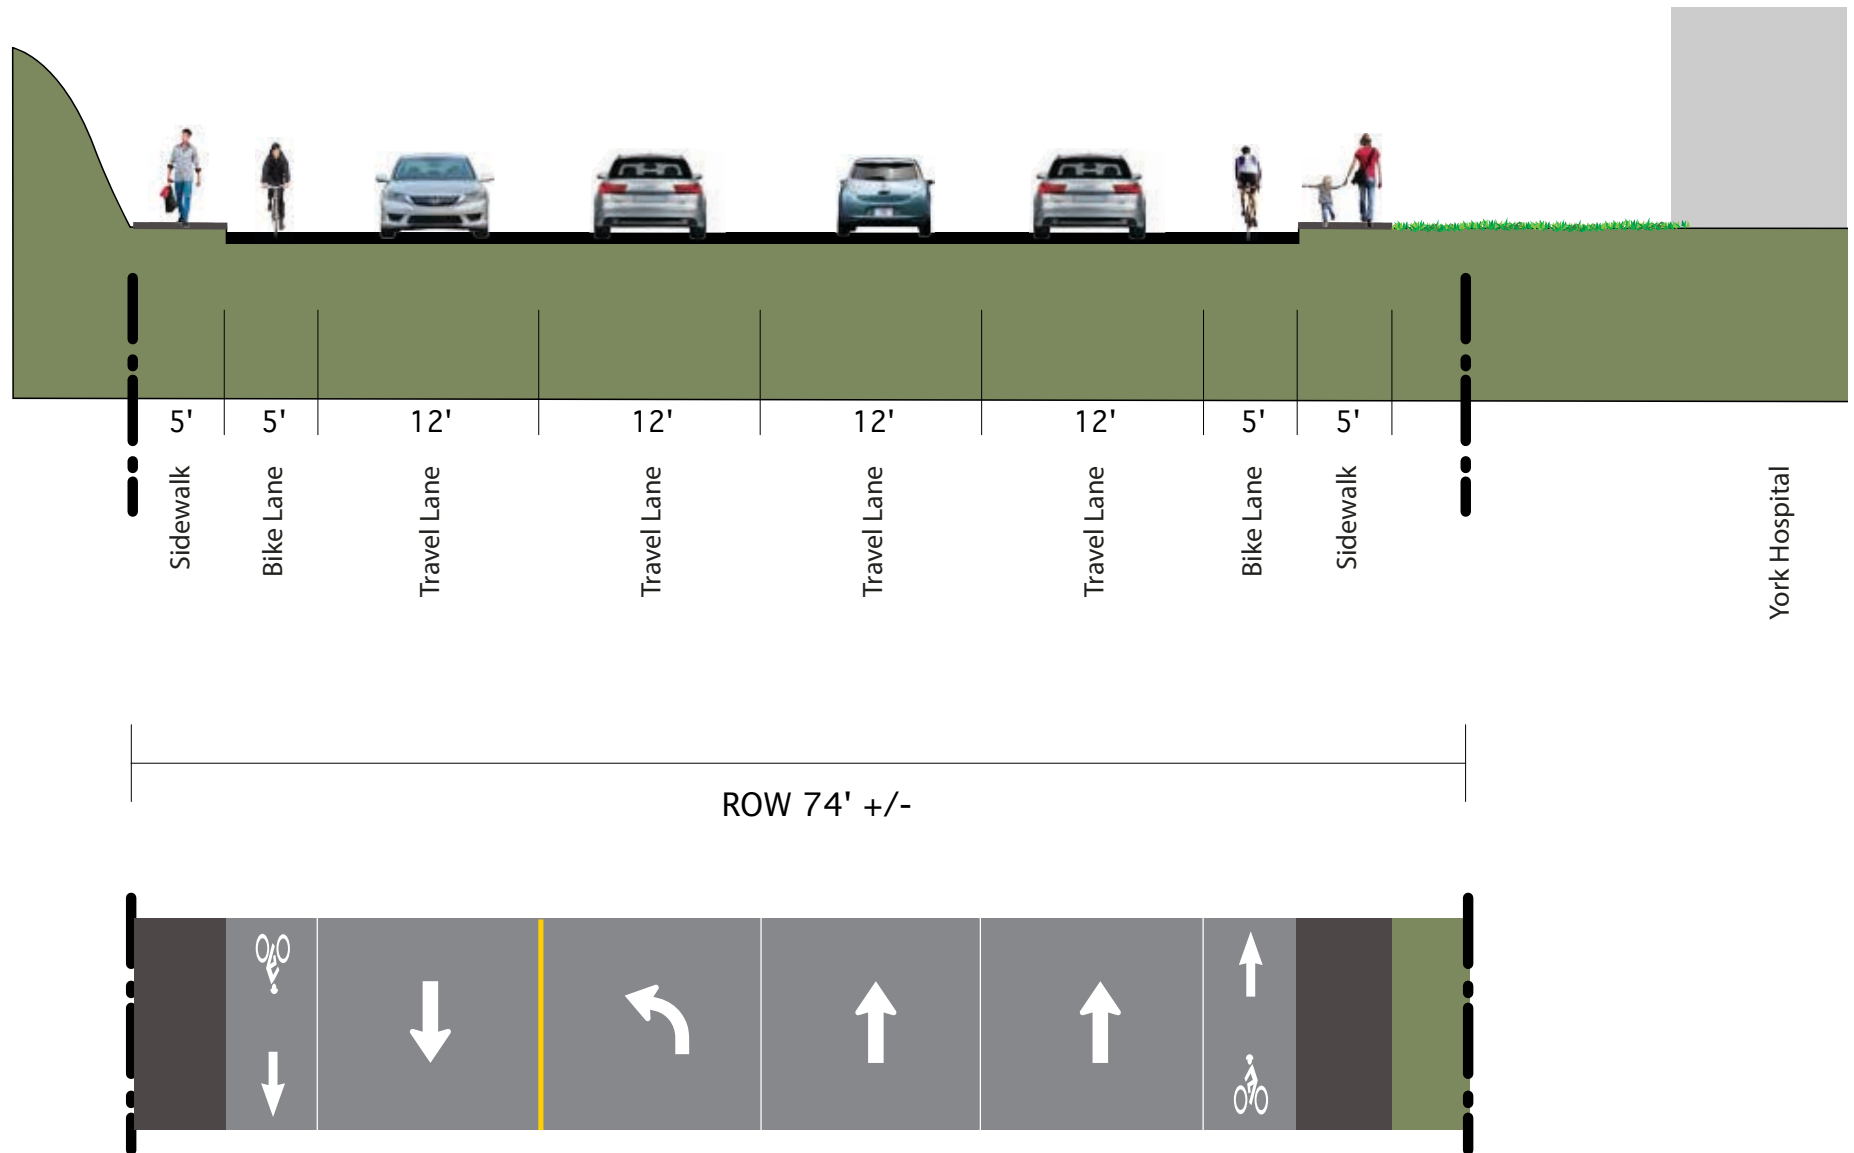 5'
5'
12'
12'
12'
12'
5'
5'
Sidewalk
Bike Lane
Travel Lane
Travel Lane
Travel Lane
Travel Lane
Bike Lane
Sidewalk
York Hospital
ROW 74' +/-